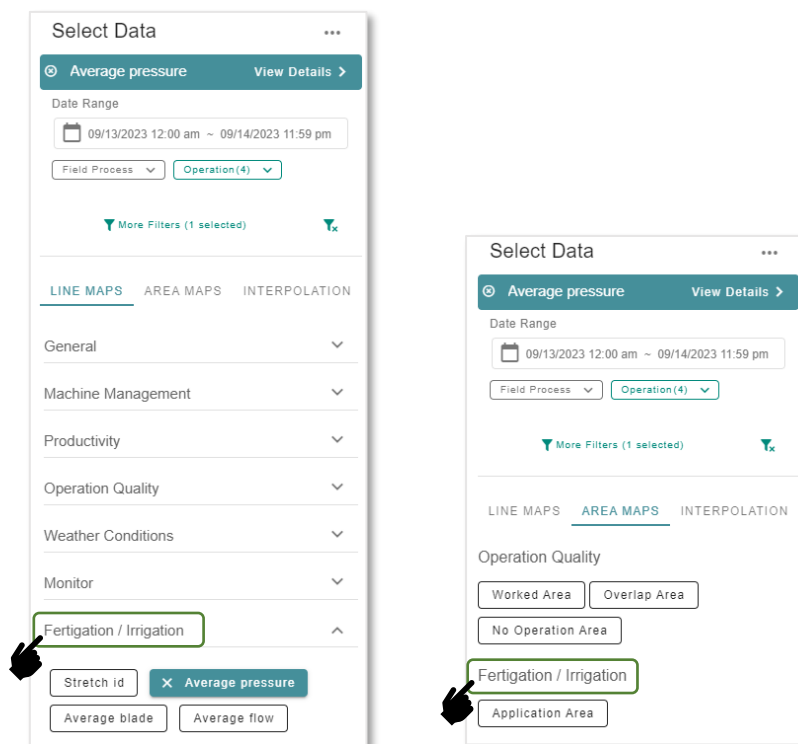 Select Data
Average pressure View Details
Date Range
09/13/2023 12:00 am ~ 09/14/2023 11:59 pm
Field Process Operation(4)
More Filters (1 selected)
LINE MAPS AREA MAPS INTERPOLATION
General
Machine Management
Productivity
Operation Quality
Weather Conditions
Monitor
Fertigation / Irrigation
Stretch id Average pressure
Average blade Average flow
Select Data
Average pressure View Details
Date Range
09/13/2023 12:00 am ~ 09/14/2023 11:59 pm
Field Process Operation(4)
More Filters (1 selected)
LINE MAPS AREA MAPS INTERPOLATION
Operation Quality
Worked Area Overlap Area
No Operation Area
Fertigation / Irrigation
Application Area